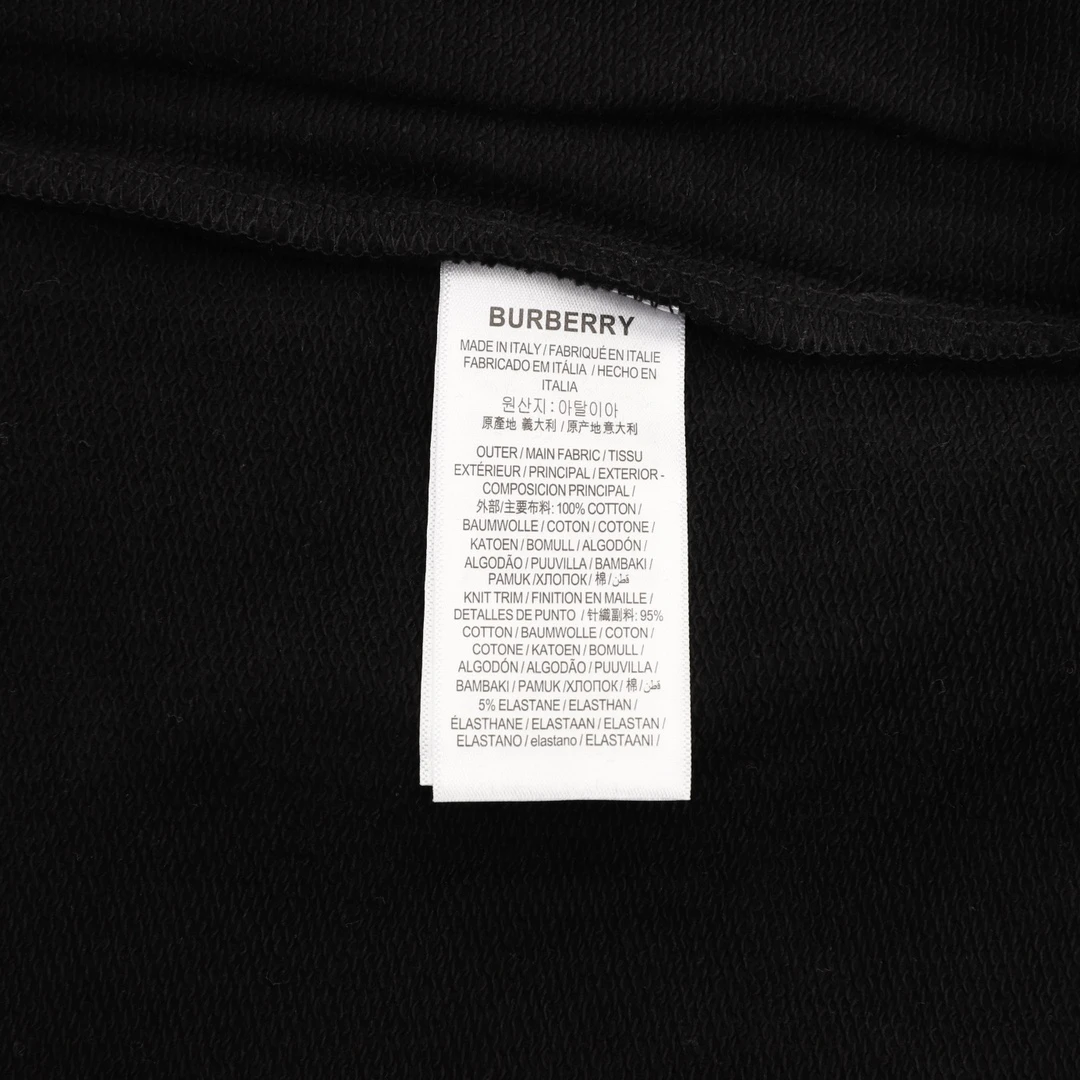 BURBERRY
MADE IN ITALY / FABRIQUÉ EN ITALIE
FABRICADO EM ITÁLIA / HECHO EN
ITALIA
원산지 : 아탈이아
原產地 義大利 / 原产地意大利
OUTER / MAIN FABRIC / TISSU
EXTÉRIEUR / PRINCIPAL / EXTERIOR -
COMPOSICION PRINCIPAL /
外部/主要布料: 100% COTTON /
BAUMWOLLE / COTON / COTONE /
KATOEN / BOMULL / ALGODÓN /
ALGODÃO / PUUVILLA / BAMBAKI /
PAMUK /ХЛОПОК/ 棉/قطن
KNIT TRIM / FINITION EN MAILLE /
DETALLES DE PUNTO / 针織副料: 95%
COTTON / BAUMWOLLE / COTON /
COTONE / KATOEN / BOMULL /
ALGODÓN / ALGODÃO / PUUVILLA /
BAMBAKI / PAMUK /ХЛОПОК/ 棉/قطن
5% ELASTANE / ELASTHAN /
ÉLASTHANE / ELASTAAN / ELASTAN /
ELASTANO / elastano / ELASTAANI /